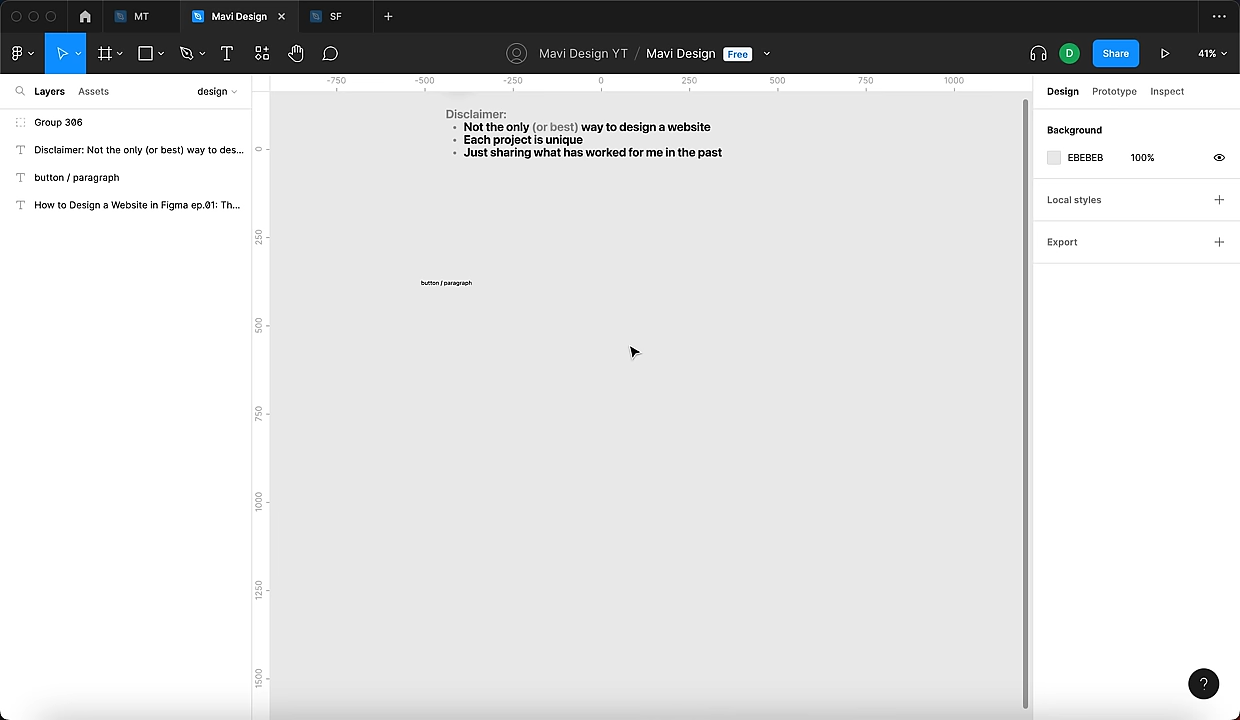 MT
Mavi Design
SF
Mavi Design YT / Mavi Design Free
D
Share
41%
Layers
Assets
design
-750
-500
-250
0
250
500
750
1000
Design
Prototype
Inspect
Group 306
Disclaimer: Not the only (or best) way to des...
button / paragraph
How to Design a Website in Figma ep.01: Th...
Disclaimer:
• Not the only (or best) way to design a website
• Each project is unique
• Just sharing what has worked for me in the past
button / paragraph
0
250
500
750
1000
1250
1500
Background
EBEBEB 100%
Local styles
Export
?